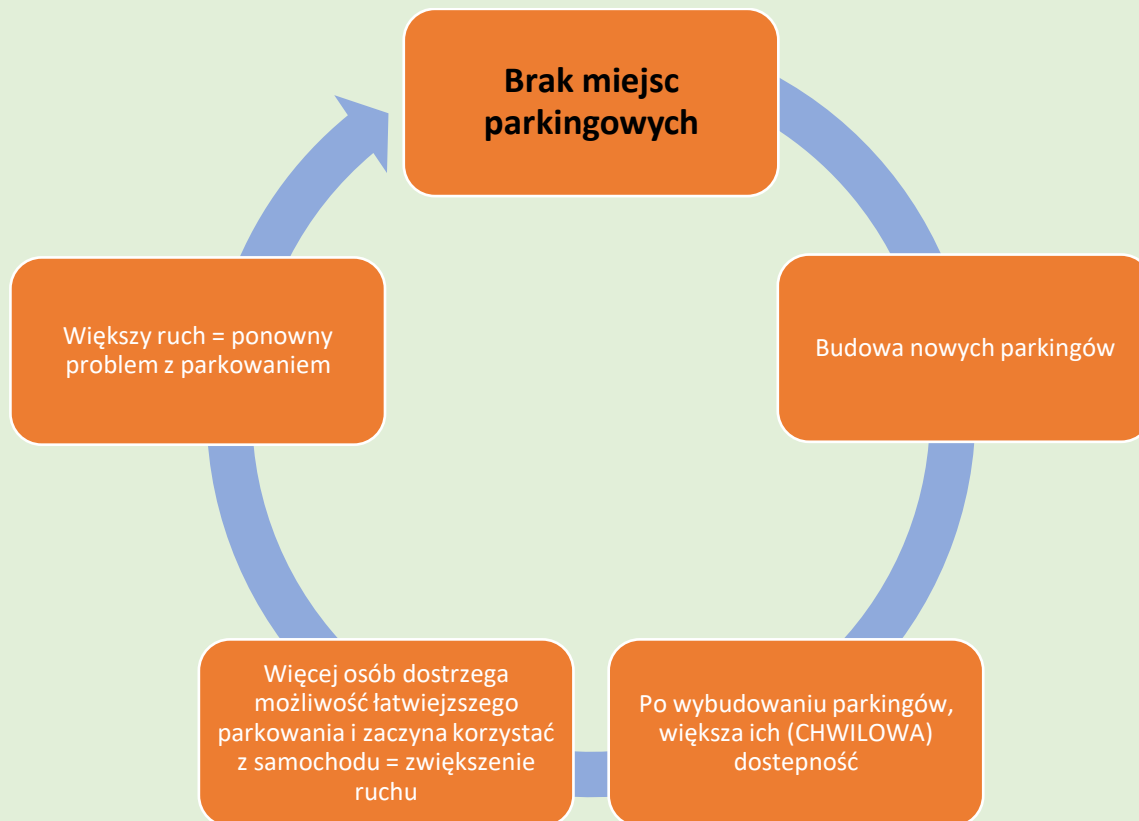 Brak miejsc
parkingowych
Budowa nowych parkingów
Po wybudowaniu parkingów,
większa ich (CHWILOWA)
dostepność
Więcej osób dostrzega
możliwość łatwiejzszego
parkowania i zaczyna korzystać
z samochodu = zwiększenie
ruchu
Większy ruch = ponowny
problem z parkowaniem